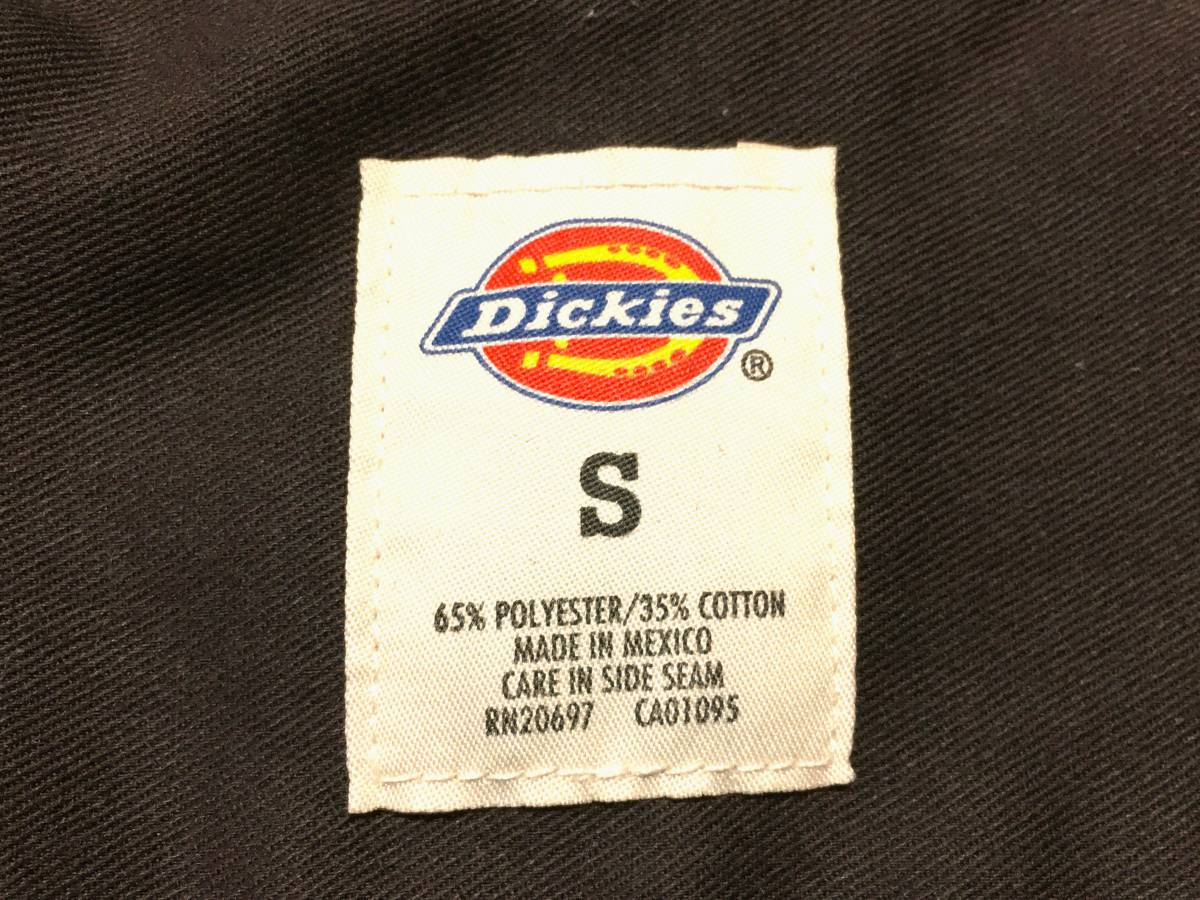 Dickies
®
S
65% POLYESTER/35% COTTON
MADE IN MEXICO
CARE IN SIDE SEAM
RN20697 CA01095